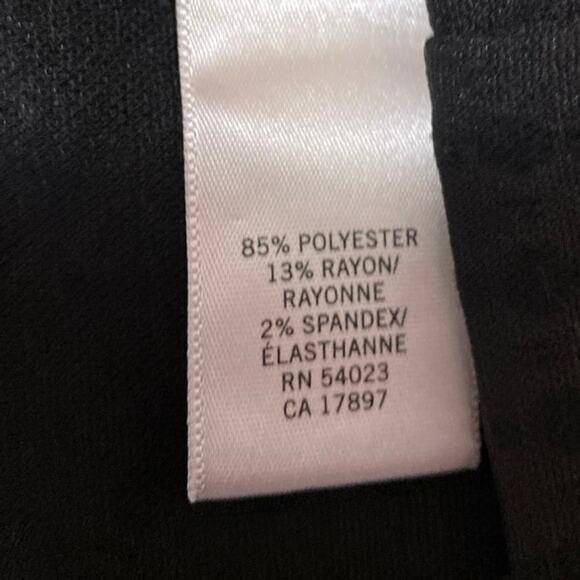 85% POLYESTER
13% RAYON/
RAYONNE
2% SPANDEX/
ÉLASTHANNE
RN 54023
CA 17897